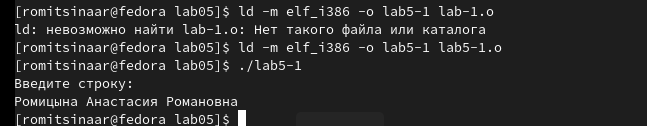 [romitsinaar@fedora lab05]$ ld -m elf_i386 -o lab5-1 lab-1.o
ld: невозможно найти lab-1.o: Нет такого файла или каталога
[romitsinaar@fedora lab05]$ ld -m elf_i386 -o lab5-1 lab5-1.o
[romitsinaar@fedora lab05]$ ./lab5-1
Введите строку:
Ромицына Анастасия Романовна
[romitsinaar@fedora lab05]$